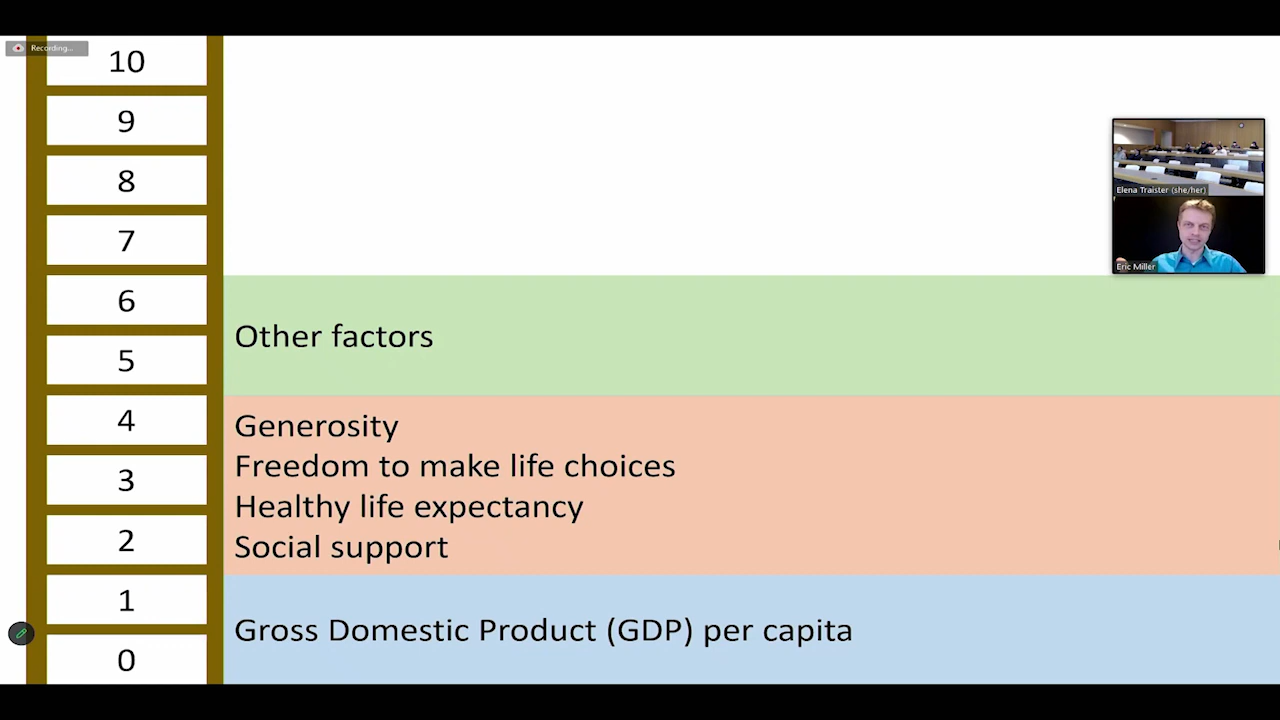 Recording...
10
9
8
7
6
5
4
3
2
1
0
Other factors
Generosity
Freedom to make life choices
Healthy life expectancy
Social support
Gross Domestic Product (GDP) per capita
Elena Traister (she/her)
Eric Miller